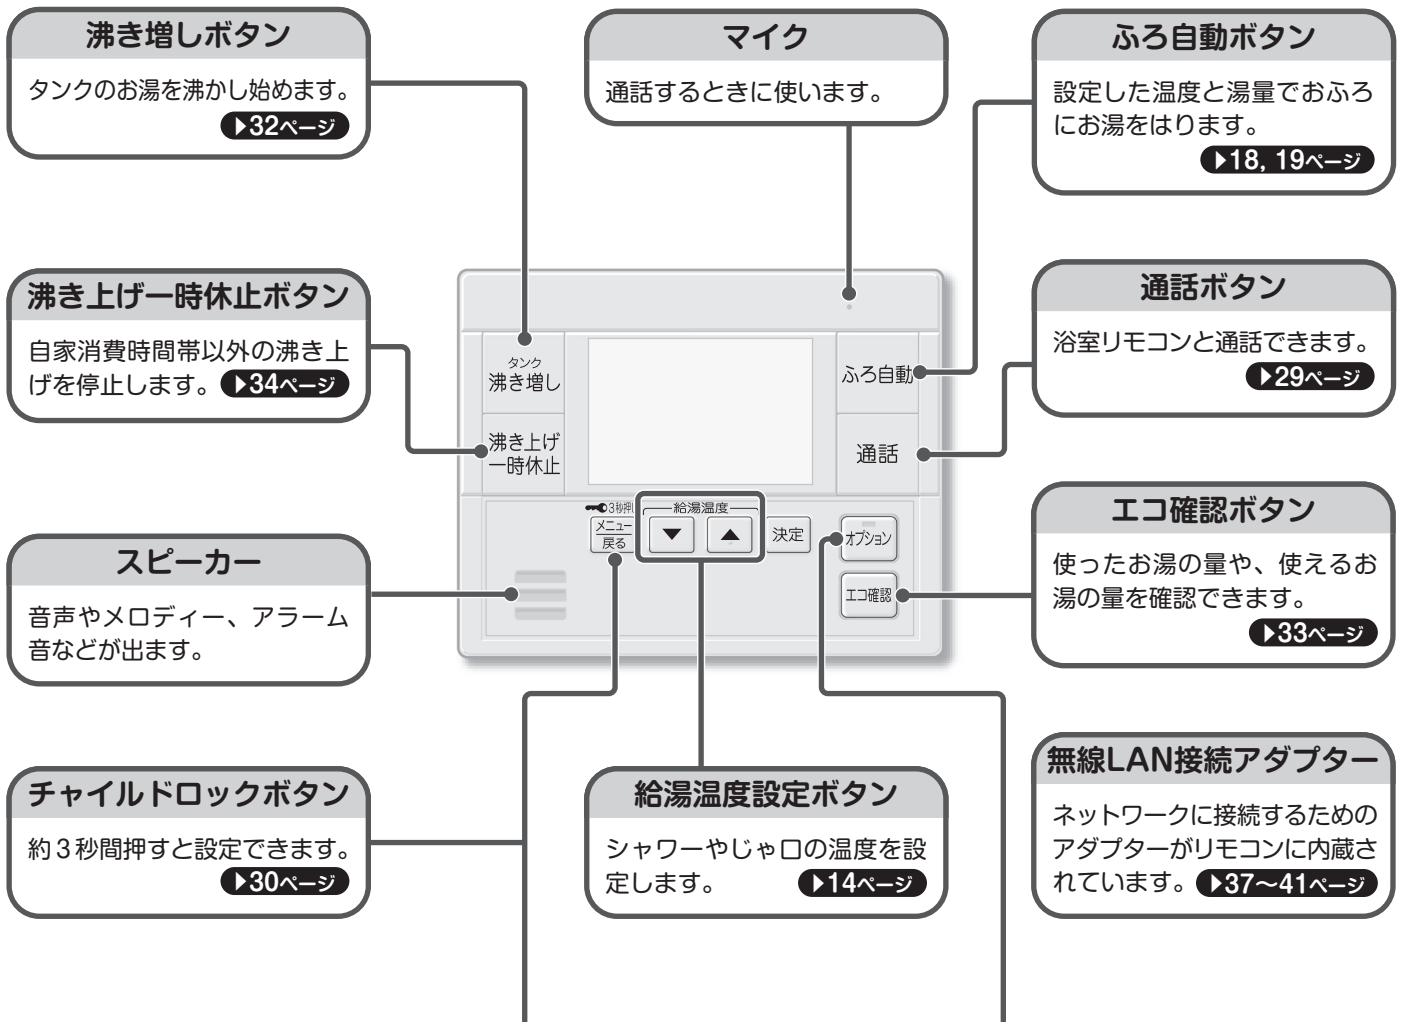 沸き増しボタン
タンクのお湯を沸かし始めます。
▶32ページ
マイク
通話するときに使います。
ふろ自動ボタン
設定した温度と湯量でおふろ
にお湯をはります。
▶18, 19ページ
沸き上げ一時休止ボタン
自家消費時間帯以外の沸き上
げを停止します。 ▶34ページ
通話ボタン
浴室リモコンと通話できます。
▶29ページ
タンク
沸き増し
沸き上げ
一時休止
ふろ自動
通話
3秒押し
メニュー
戻る
給湯温度
▼ ▲
決定
オプション
エコ確認
スピーカー
音声やメロディー、アラーム
音などが出ます。
エコ確認ボタン
使ったお湯の量や、使えるお
湯の量を確認できます。
▶33ページ
チャイルドロックボタン
約3秒間押すと設定できます。
▶30ページ
給湯温度設定ボタン
シャワーやじゃ口の温度を設
定します。 ▶14ページ
無線LAN接続アダプター
ネットワークに接続するための
アダプターがリモコンに内蔵さ
れています。 ▶37〜41ページ